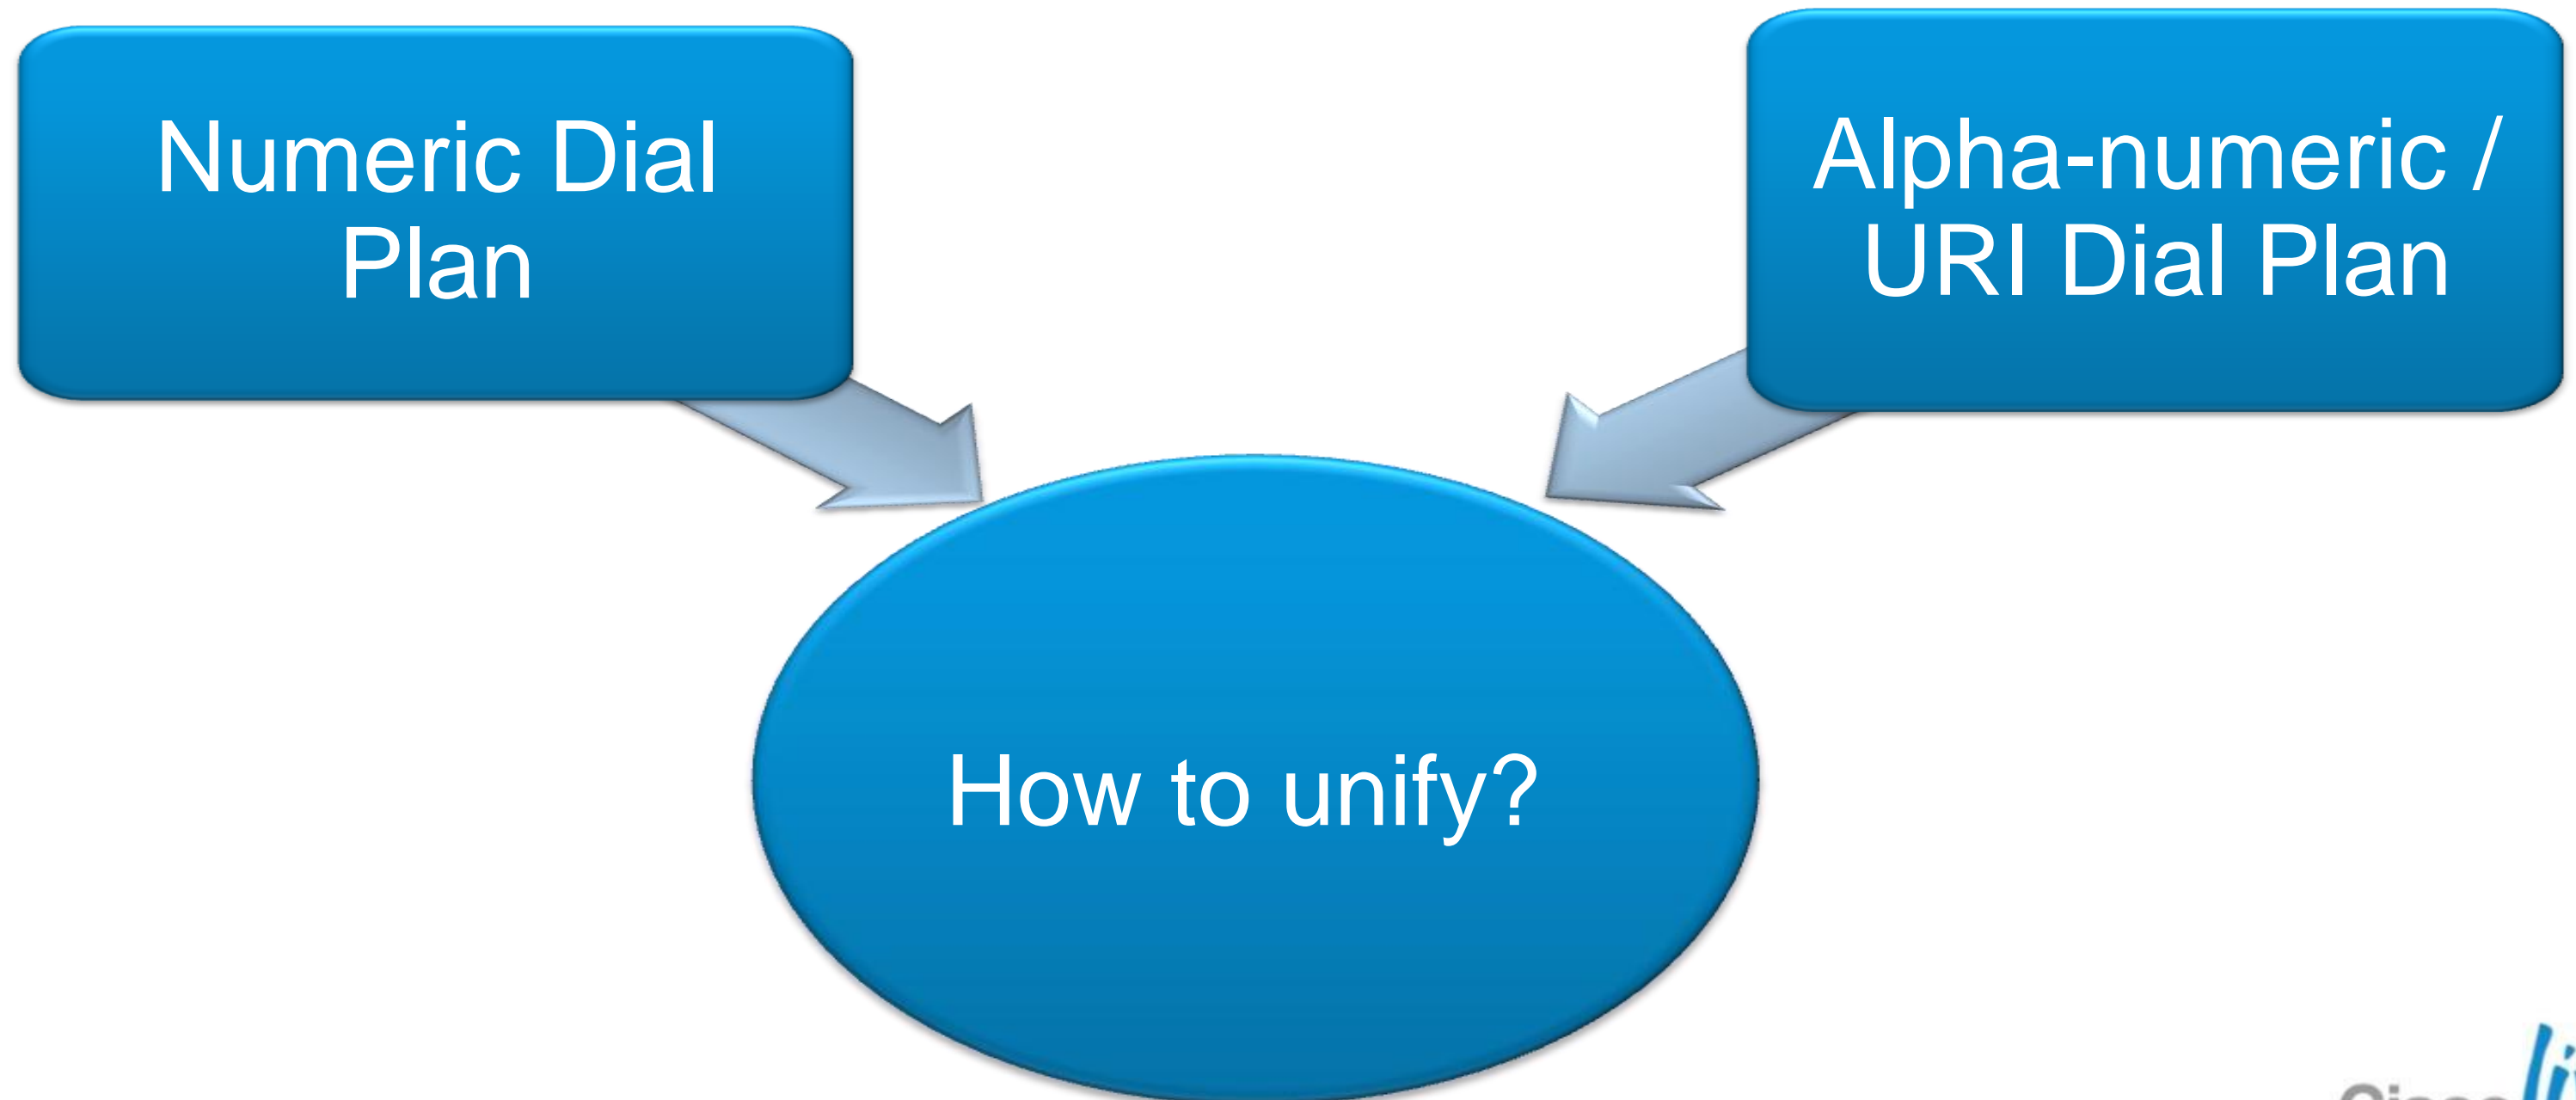 Numeric Dial
Plan
Alpha-numeric /
URI Dial Plan
How to unify?